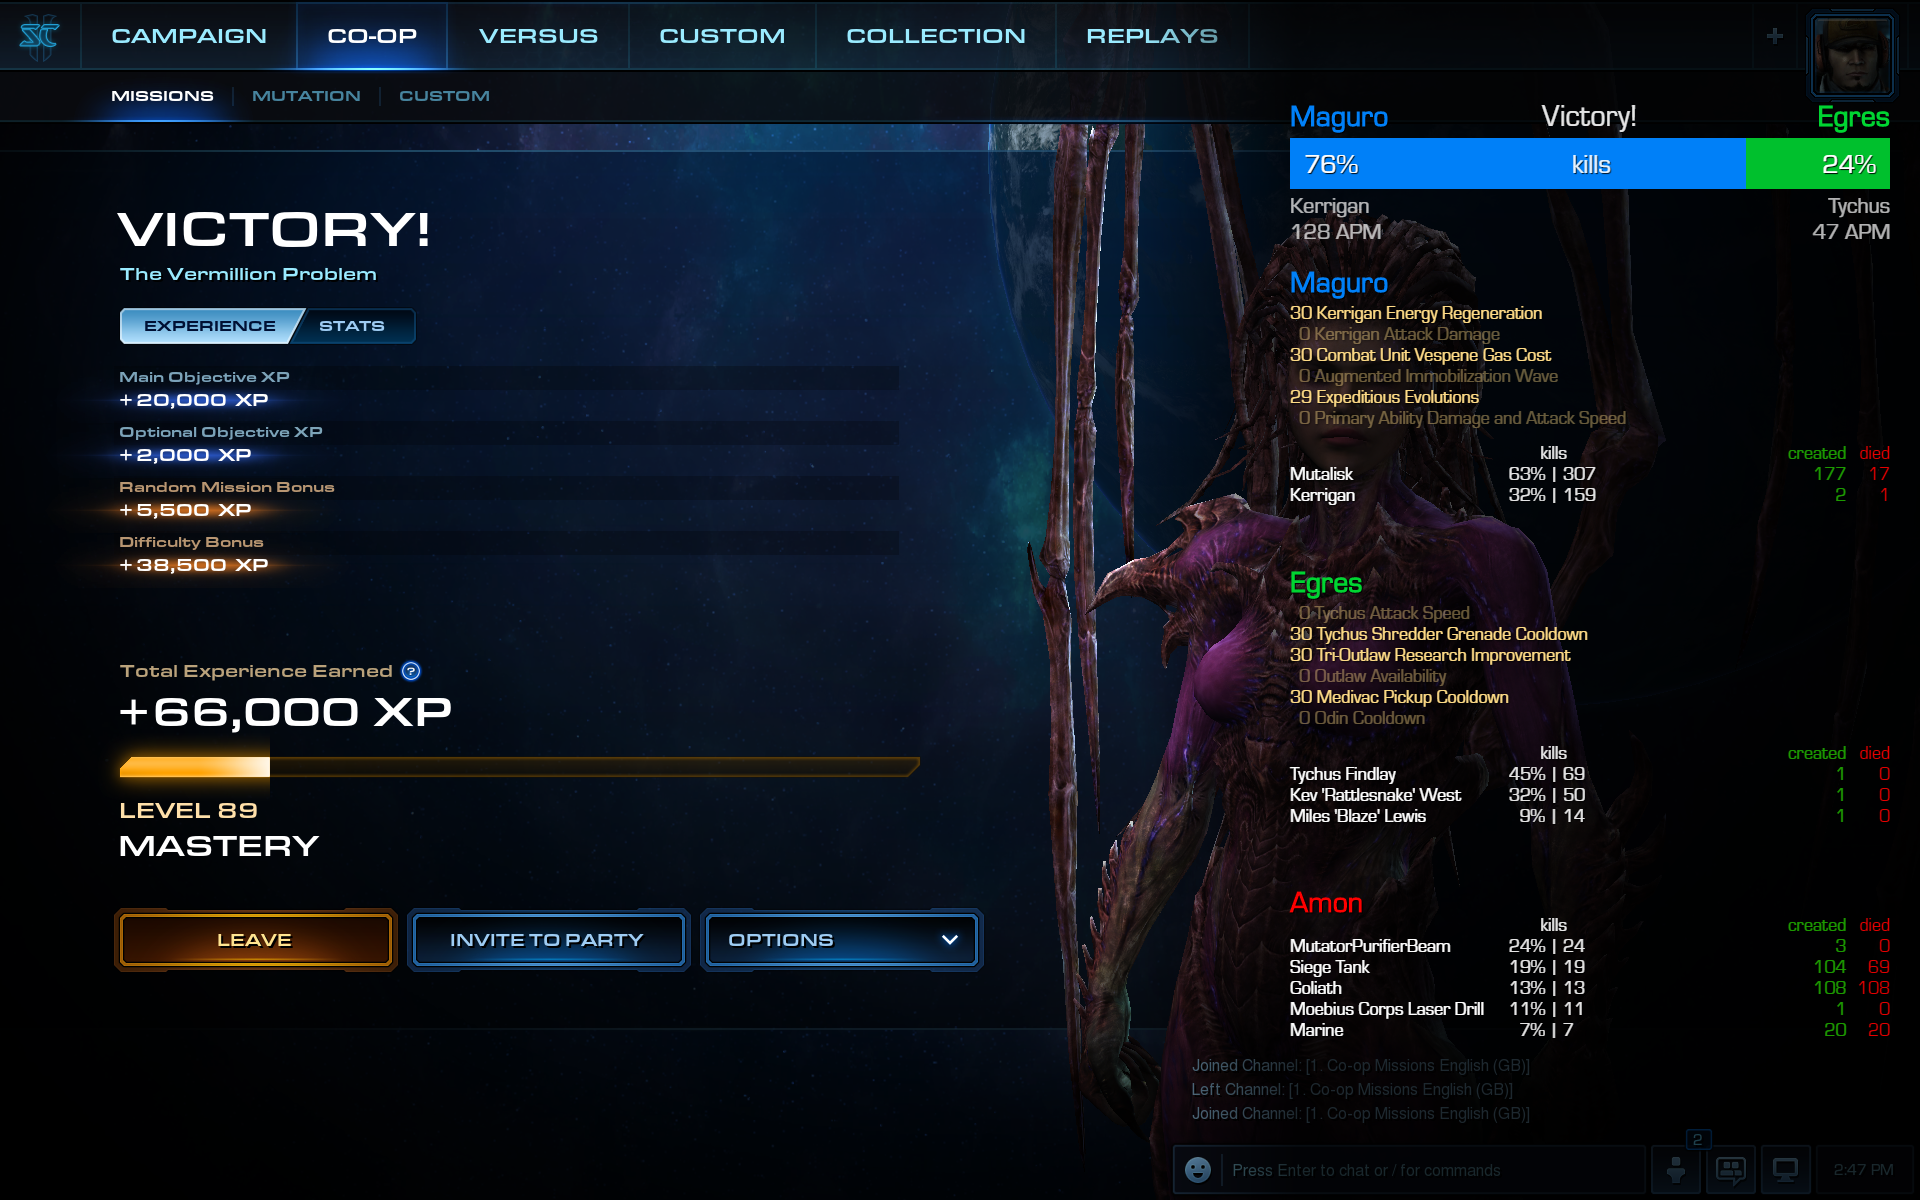 CAMPAIGN CO-OP VERSUS CUSTOM COLLECTION REPLAYS
MISSIONS MUTATION CUSTOM
VICTORY!
The Vermillion Problem
EXPERIENCE STATS
Main Objective XP
+20,000 XP
Optional Objective XP
+2,000 XP
Random Mission Bonus
+5,500 XP
Difficulty Bonus
+38,500 XP
Total Experience Earned ?
+66,000 XP
LEVEL 89
MASTERY
LEAVE INVITE TO PARTY OPTIONS
Maguro Victory! Egres
76% kills 24%
Kerrigan Tychus
128 APM 47 APM
Maguro
30 Kerrigan Energy Regeneration
0 Kerrigan Attack Damage
30 Combat Unit Vespene Gas Cost
0 Augmented Immobilization Wave
29 Expeditious Evolutions
0 Primary Ability Damage and Attack Speed
kills created died
Mutalisk 63% | 307 177 17
Kerrigan 32% | 159 2 1
Egres
0 Tychus Attack Speed
30 Tychus Shredder Grenade Cooldown
30 Tri-Outlaw Research Improvement
0 Outlaw Availability
30 Medivac Pickup Cooldown
0 Odin Cooldown
kills created died
Tychus Findlay 45% | 69 1 0
Kev 'Rattlesnake' West 32% | 50 1 0
Miles 'Blaze' Lewis 9% | 14 1 0
Amon
kills created died
MutatorPurifierBeam 24% | 24 3 0
Siege Tank 19% | 19 104 69
Goliath 13% | 13 108 108
Moebius Corps Laser Drill 11% | 11 1 0
Marine 7% | 7 20 20
Joined Channel: [1. Co-op Missions English (GB)]
Left Channel: [1. Co-op Missions English (GB)]
Joined Channel: [1. Co-op Missions English (GB)]
Press Enter to chat or / for commands
2
2:47 PM